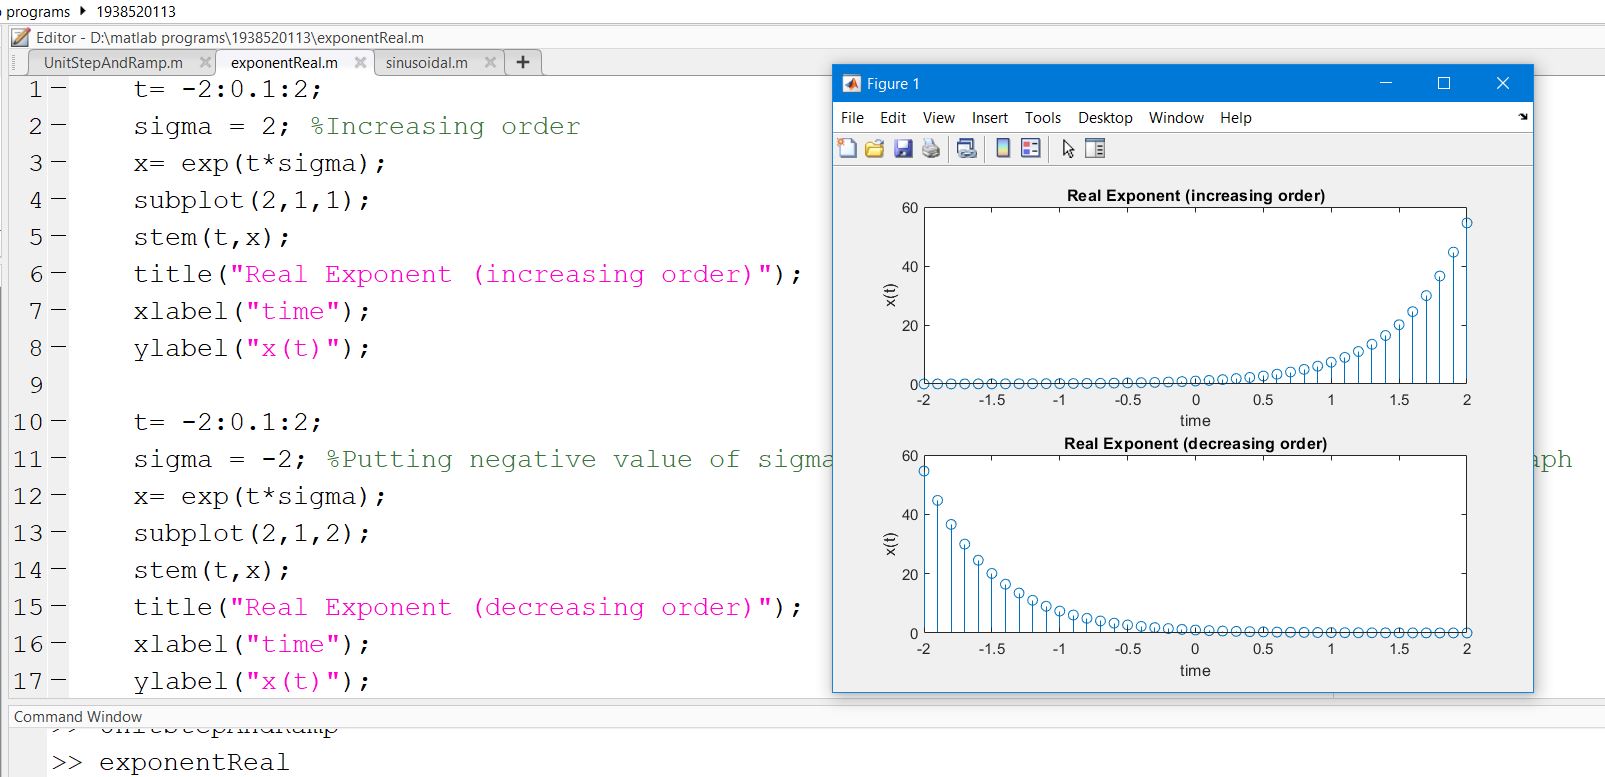 programs ▸ 1938520113
Editor - D:\matlab programs\1938520113\exponentReal.m
UnitStepAndRamp.m exponentReal.m sinusoidal.m +
1 t= -2:0.1:2;
2 sigma = 2; %Increasing order
3 x= exp(t*sigma);
4 subplot(2,1,1);
5 stem(t,x);
6 title("Real Exponent (increasing order)");
7 xlabel("time");
8 ylabel("x(t)");
9
10 t= -2:0.1:2;
11 sigma = -2; %Putting negative value of sigma
12 x= exp(t*sigma);
13 subplot(2,1,2);
14 stem(t,x);
15 title("Real Exponent (decreasing order)");
16 xlabel("time");
17 ylabel("x(t)");
Figure 1
File Edit View Insert Tools Desktop Window Help
Real Exponent (increasing order)
60
40
20
0
x(t)
-2 -1.5 -1 -0.5 0 0.5 1 1.5 2
time
Real Exponent (decreasing order)
60
40
20
0
x(t)
-2 -1.5 -1 -0.5 0 0.5 1 1.5 2
time
Command Window
>> UnitStepAndRamp
>> exponentReal